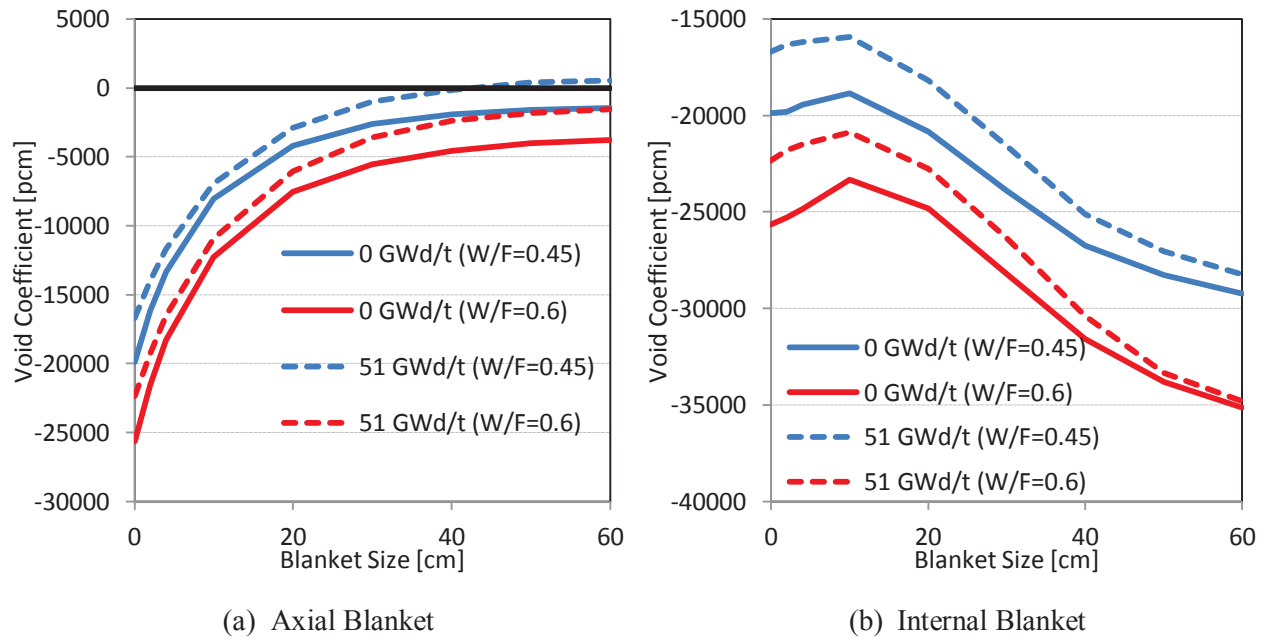 Void Coefficient [pcm]
5000
0
-5000
-10000
-15000
-20000
-25000
-30000
0 GWd/t (W/F=0.45)
0 GWd/t (W/F=0.6)
51 GWd/t (W/F=0.45)
51 GWd/t (W/F=0.6)
0 20 40 60
Blanket Size [cm]
(a) Axial Blanket
Void Coefficient [pcm]
-15000
-20000
-25000
-30000
-35000
-40000
0 GWd/t (W/F=0.45)
0 GWd/t (W/F=0.6)
51 GWd/t (W/F=0.45)
51 GWd/t (W/F=0.6)
0 20 40 60
Blanket Size [cm]
(b) Internal Blanket